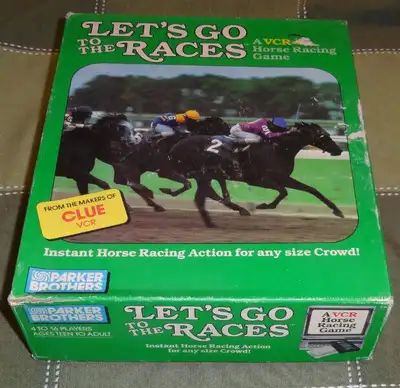 LET'S GO
TO THE RACES
A VCR
Horse Racing
Game
2
FROM THE MAKERS OF
CLUE
VCR
Instant Horse Racing Action for any size Crowd!
PARKER
BROTHERS
PARKER
BROTHERS
4 TO 16 PLAYERS
AGES TEEN TO ADULT
LET'S GO
TO THE RACES
Instant Horse Racing Action
for any size Crowd!
A VCR
Horse
Racing
Game